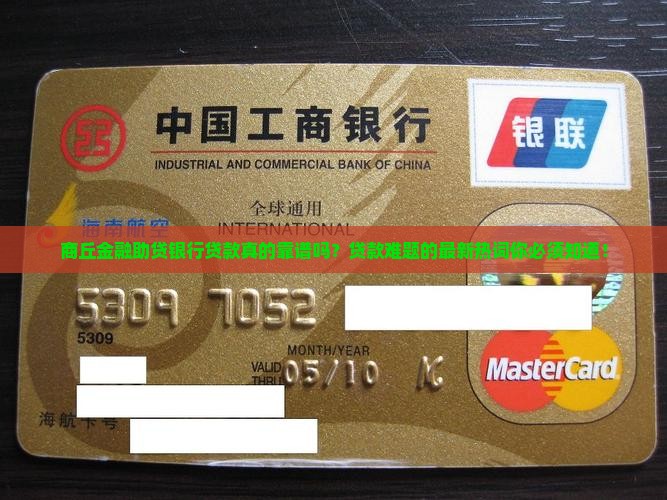 中国工商银行
INDUSTRIAL AND COMMERCIAL BANK OF CHINA
银联
全球通用
INTERNATIONAL
海南航空
商丘金融助贷银行贷款真的靠谱吗？贷款难题的最新热词你必须知道！
5309 7052
5309
MONTH/YEAR
VALID THRU 05/10
MasterCard
海航卡号